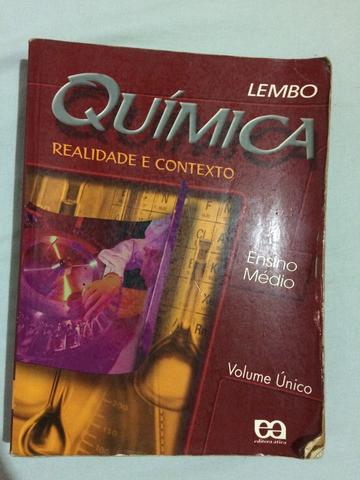 LEMBO
QUÍMICA
REALIDADE E CONTEXTO
Ensino
Médio
Volume Único
editora ática